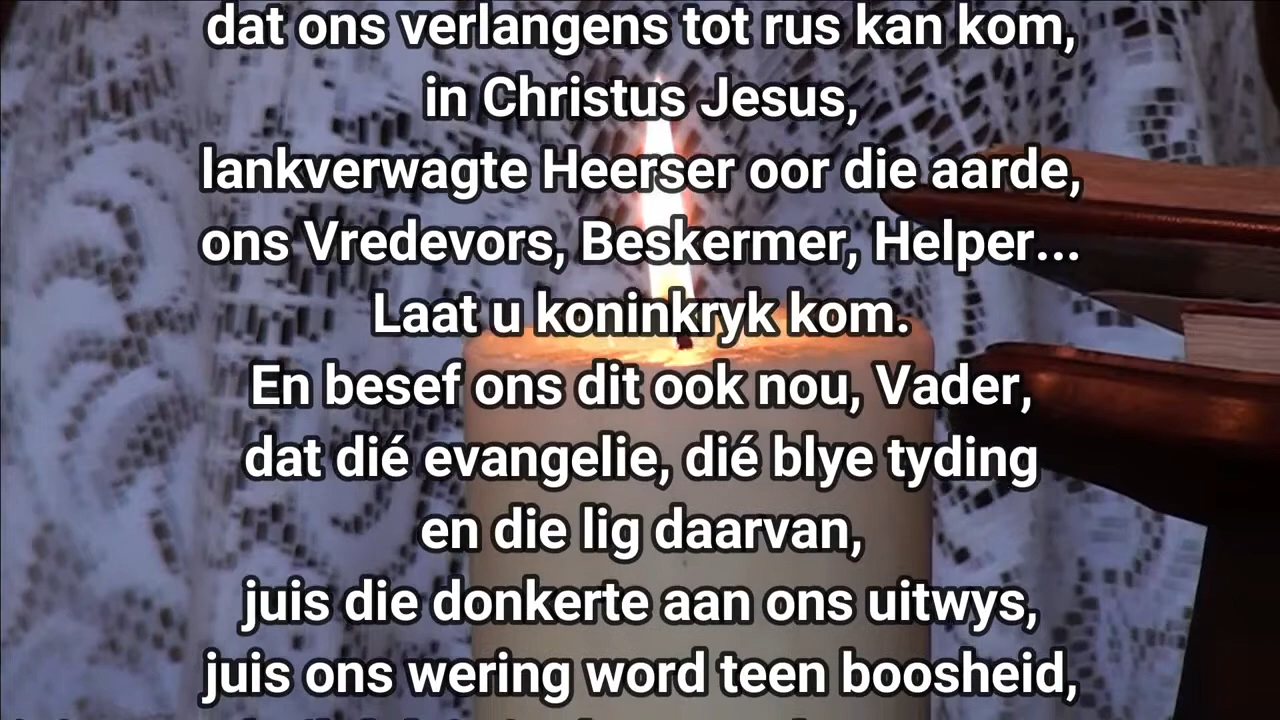 dat ons verlangens tot rus kan kom,
in Christus Jesus,
lankverwagte Heerser oor die aarde,
ons Vredevors, Beskermer, Helper...
Laat u koninkryk kom.
En besef ons dit ook nou, Vader,
dat dié evangelie, dié blye tyding
en die lig daarvan,
juis die donkerte aan ons uitwys,
juis ons wering word teen boosheid,